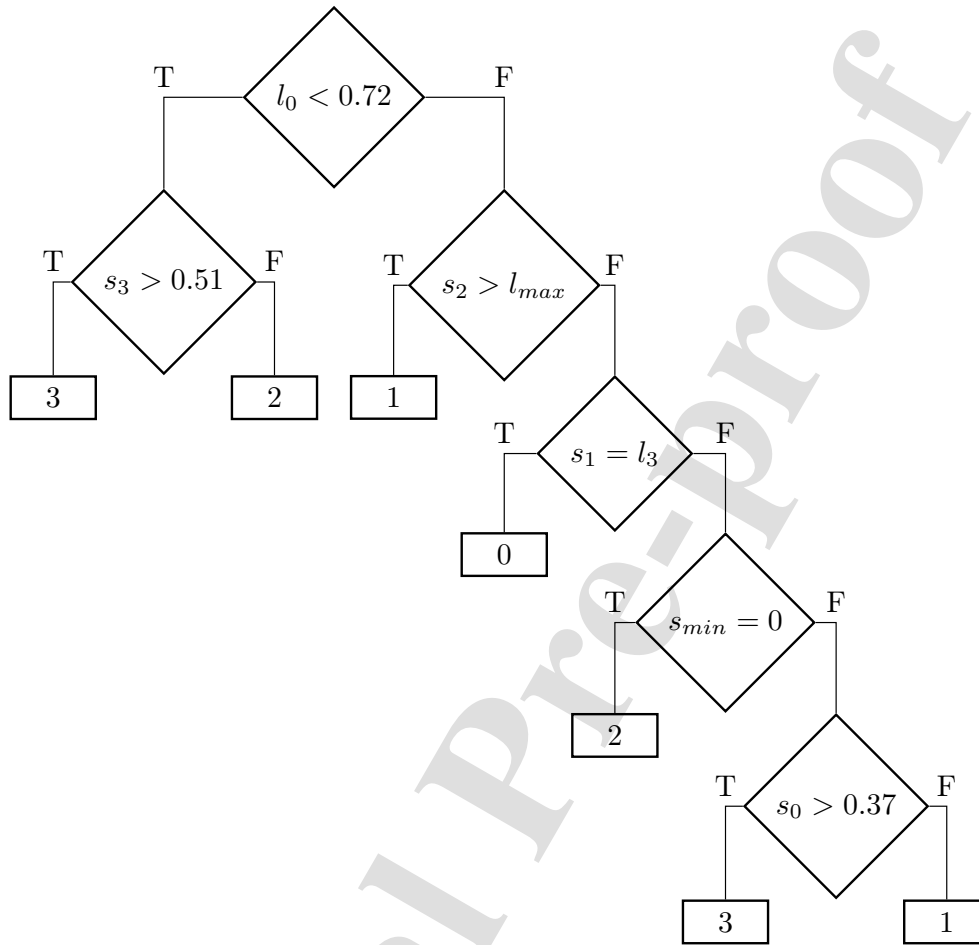 T F
l_0 < 0.72
T F T F
s_3 > 0.51 s_2 > l_max
3 2 1
T F
s_1 = l_3
0
T F
s_min = 0
2
T F
s_0 > 0.37
3 1
l Pre-proof